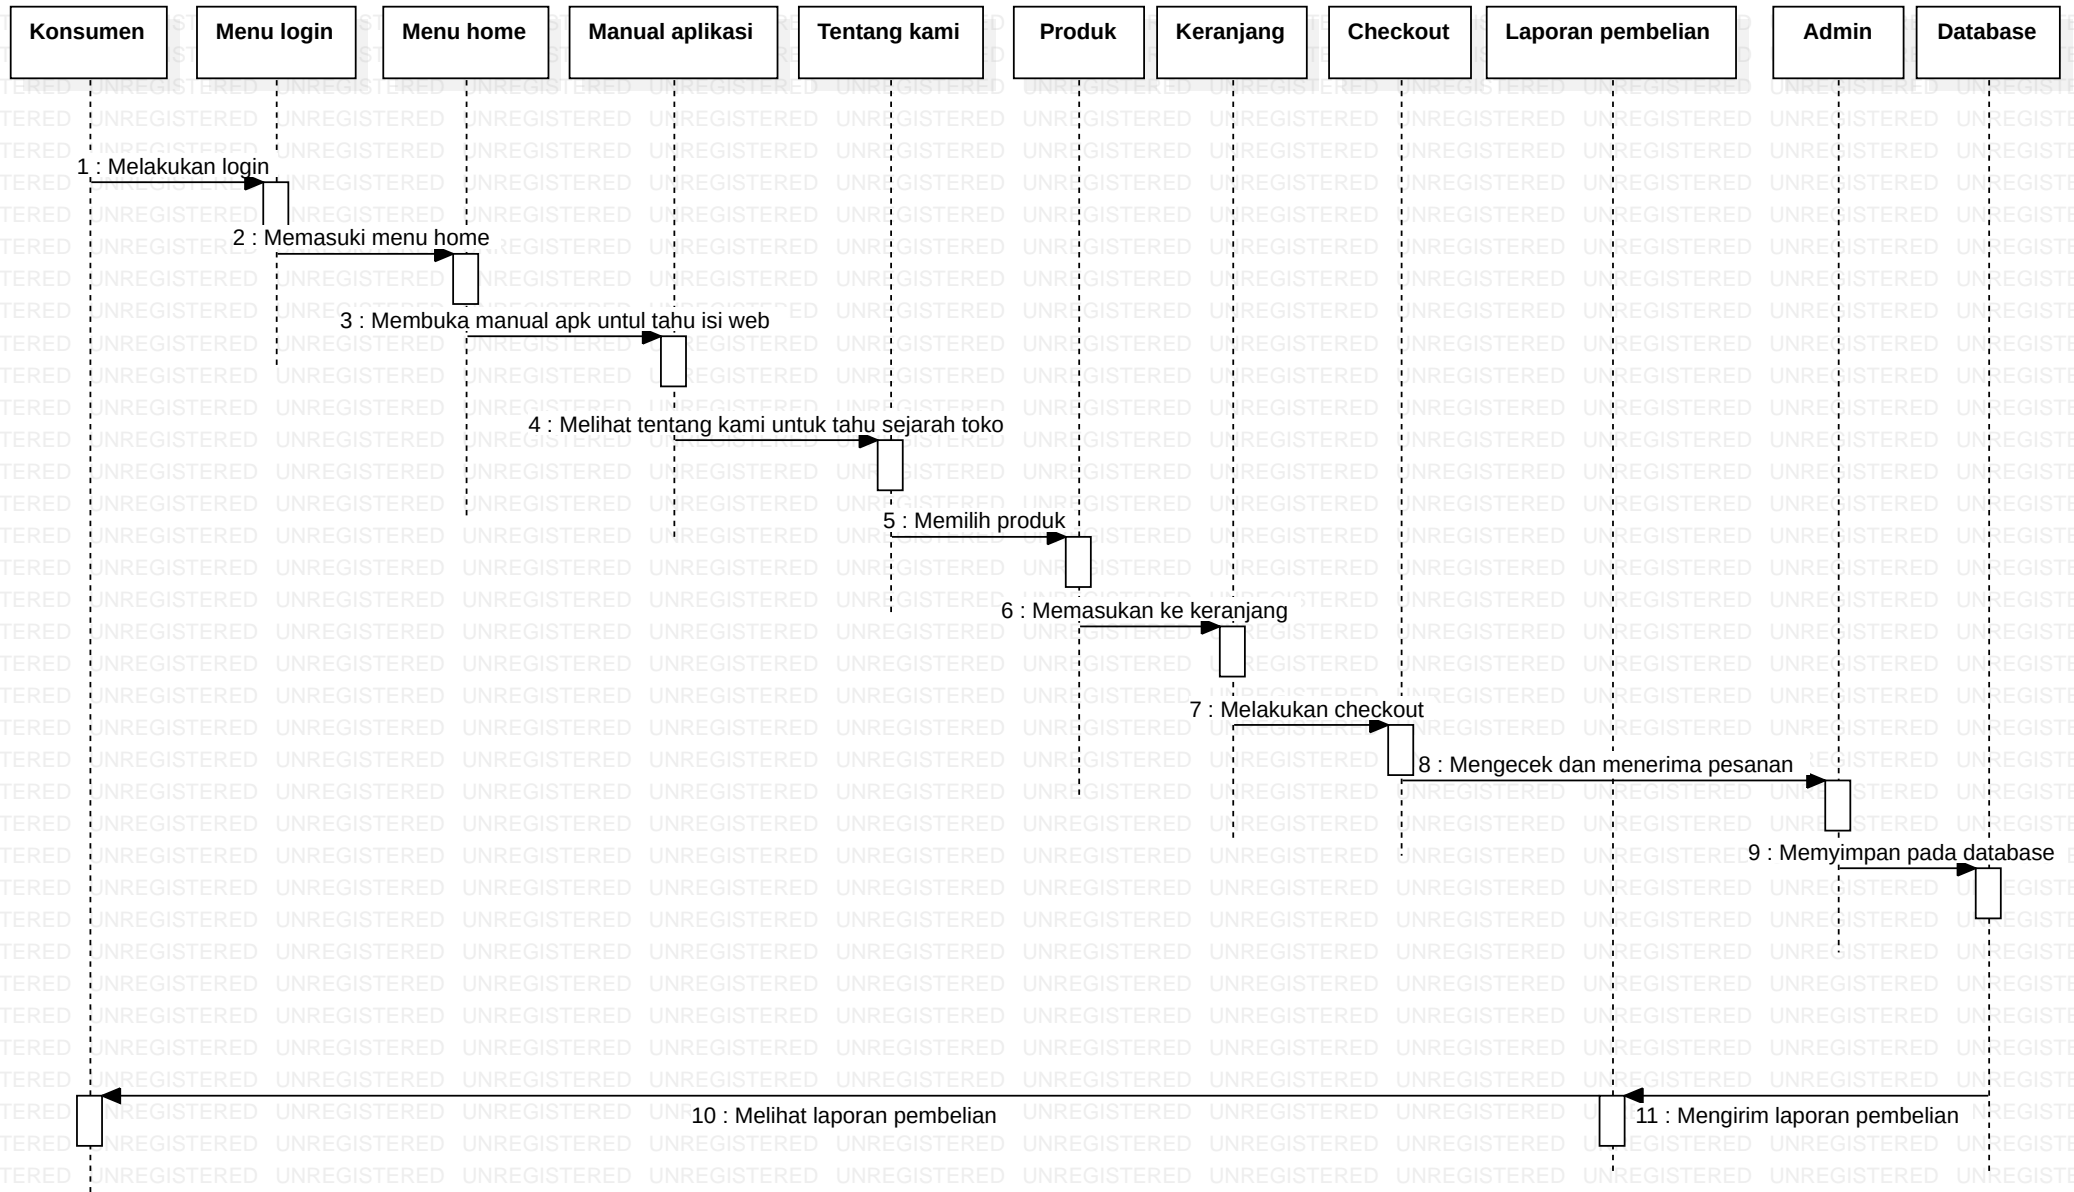 Konsumen
Menu login
Menu home
Manual aplikasi
Tentang kami
Produk
Keranjang
Checkout
Laporan pembelian
Admin
Database
1 : Melakukan login
2 : Memasuki menu home
3 : Membuka manual apk untul tahu isi web
4 : Melihat tentang kami untuk tahu sejarah toko
5 : Memilih produk
6 : Memasukan ke keranjang
7 : Melakukan checkout
8 : Mengecek dan menerima pesanan
9 : Memyimpan pada database
10 : Melihat laporan pembelian
11 : Mengirim laporan pembelian
UNREGISTERED